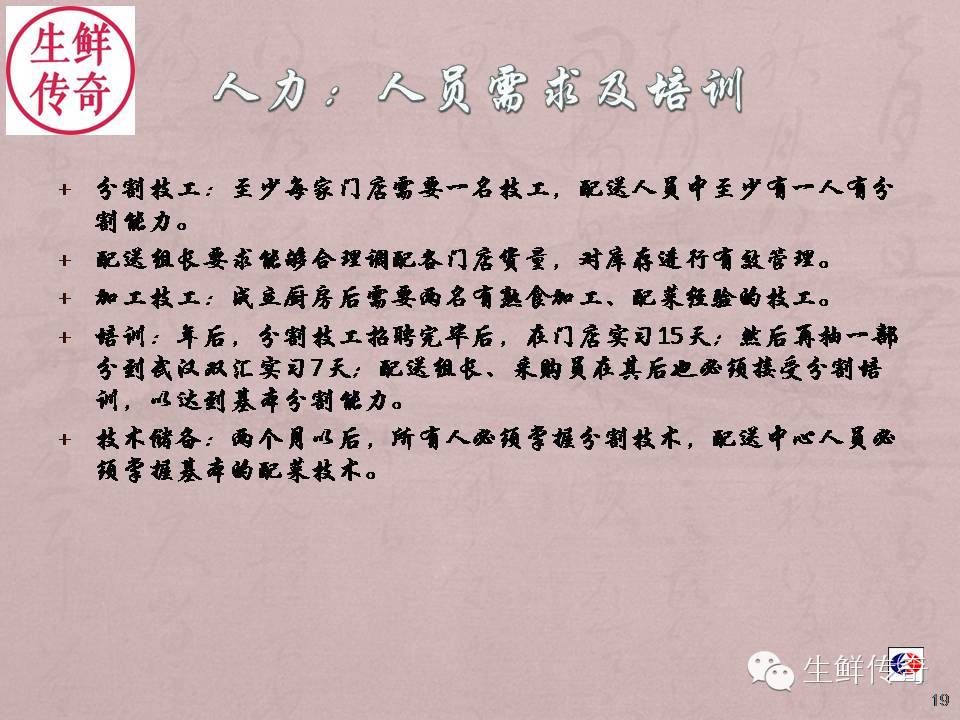 生鲜
传奇
人力：人员需求及培训
分割技工：至少每家门店需要一名技工，配送人员中至少有一人有分
割能力。
配送组长要求能够合理调配各门店货量，对库存进行有效管理。
加工技工：成立厨房后需要两名有熟食加工、配菜经验的技工。
培训：年后，分割技工招聘完毕后，在门店实习15天；然后再抽一部
分到武汉双汇实习7天；配送组长、采购员在其后也必须接受分割培
训，以达到基本分割能力。
技术储备：两个月以后，所有人必须掌握分割技术，配送中心人员必
须掌握基本的配菜技术。
生鲜传奇
19